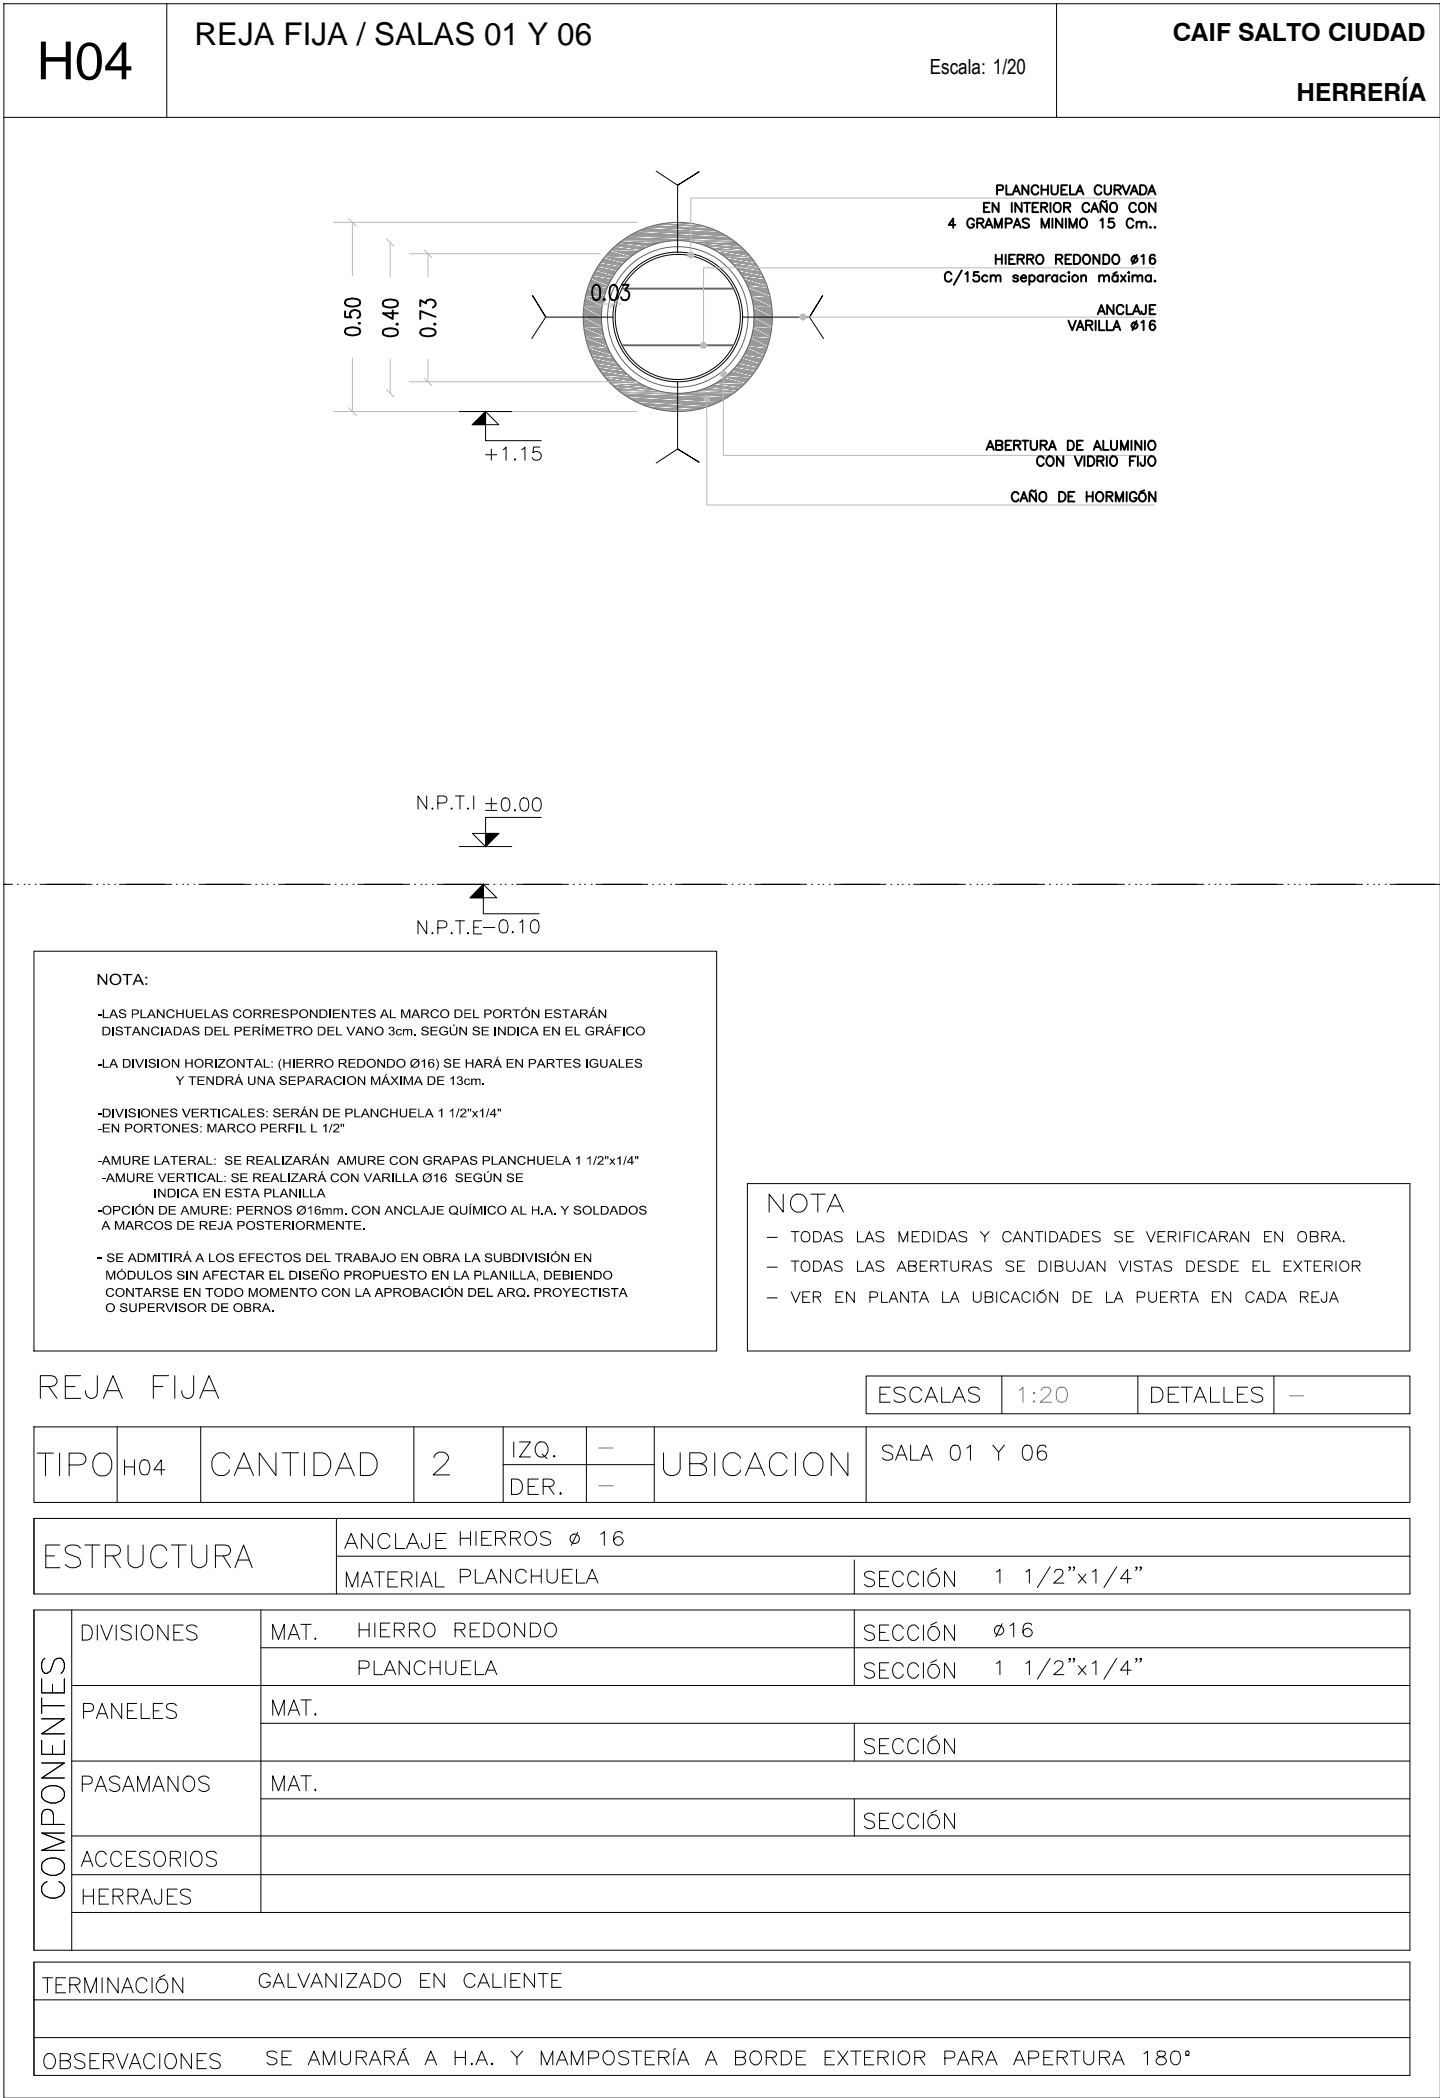 H04
REJA FIJA / SALAS 01 Y 06
Escala: 1/20
CAIF SALTO CIUDAD
HERRERÍA
PLANCHUELA CURVADA
EN INTERIOR CAÑO CON
4 GRAMPAS MINIMO 15 Cm..
HIERRO REDONDO ø16
C/15cm separacion máxima.
ANCLAJE
VARILLA ø16
0.50
0.40
0.73
0.03
+1.15
ABERTURA DE ALUMINIO
CON VIDRIO FIJO
CAÑO DE HORMIGÓN
N.P.T.I ±0.00
N.P.T.E-0.10
NOTA:
-LAS PLANCHUELAS CORRESPONDIENTES AL MARCO DEL PORTÓN ESTARÁN
DISTANCIADAS DEL PERÍMETRO DEL VANO 3cm. SEGÚN SE INDICA EN EL GRÁFICO
-LA DIVISION HORIZONTAL: (HIERRO REDONDO Ø16) SE HARÁ EN PARTES IGUALES
Y TENDRÁ UNA SEPARACION MÁXIMA DE 13cm.
-DIVISIONES VERTICALES: SERÁN DE PLANCHUELA 1 1/2"x1/4"
-EN PORTONES: MARCO PERFIL L 1/2"
-AMURE LATERAL: SE REALIZARÁN AMURE CON GRAPAS PLANCHUELA 1 1/2"x1/4"
-AMURE VERTICAL: SE REALIZARÁ CON VARILLA Ø16 SEGÚN SE
INDICA EN ESTA PLANILLA
-OPCIÓN DE AMURE: PERNOS Ø16mm. CON ANCLAJE QUÍMICO AL H.A. Y SOLDADOS
A MARCOS DE REJA POSTERIORMENTE.
- SE ADMITIRÁ A LOS EFECTOS DEL TRABAJO EN OBRA LA SUBDIVISIÓN EN
MÓDULOS SIN AFECTAR EL DISEÑO PROPUESTO EN LA PLANILLA, DEBIENDO
CONTARSE EN TODO MOMENTO CON LA APROBACIÓN DEL ARQ. PROYECTISTA
O SUPERVISOR DE OBRA.
NOTA
- TODAS LAS MEDIDAS Y CANTIDADES SE VERIFICARAN EN OBRA.
- TODAS LAS ABERTURAS SE DIBUJAN VISTAS DESDE EL EXTERIOR
- VER EN PLANTA LA UBICACIÓN DE LA PUERTA EN CADA REJA
REJA FIJA
ESCALAS 1:20 DETALLES -
TIPO H04 CANTIDAD 2
IZQ. -
DER. -
UBICACION SALA 01 Y 06
ESTRUCTURA
ANCLAJE HIERROS ø 16
MATERIAL PLANCHUELA SECCIÓN 1 1/2"x1/4"
COMPONENTES
DIVISIONES MAT. HIERRO REDONDO SECCIÓN ø16
PLANCHUELA SECCIÓN 1 1/2"x1/4"
PANELES MAT.
SECCIÓN
PASAMANOS MAT.
SECCIÓN
ACCESORIOS
HERRAJES
TERMINACIÓN GALVANIZADO EN CALIENTE
OBSERVACIONES SE AMURARÁ A H.A. Y MAMPOSTERÍA A BORDE EXTERIOR PARA APERTURA 180°